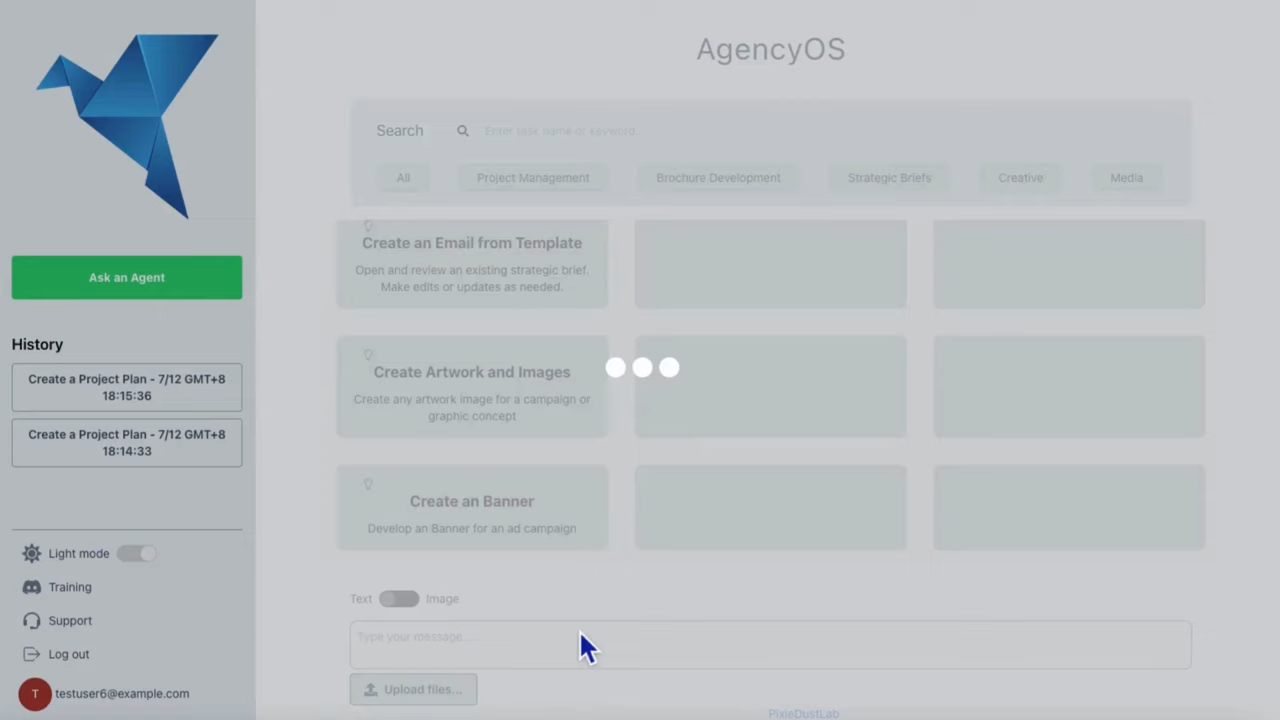 AgencyOS
Search
Enter task name or keyword.
All
Project Management
Brochure Development
Strategic Briefs
Creative
Media
Create an Email from Template
Open and review an existing strategic brief.
Make edits or updates as needed.
Create Artwork and Images
Create any artwork image for a campaign or
graphic concept
Create an Banner
Develop an Banner for an ad campaign
Text
Image
Type your message....
Upload files...
PixieDustLab
Ask an Agent
History
Create a Project Plan - 7/12 GMT+8
18:15:36
Create a Project Plan - 7/12 GMT+8
18:14:33
Light mode
Training
Support
Log out
T
testuser6@example.com